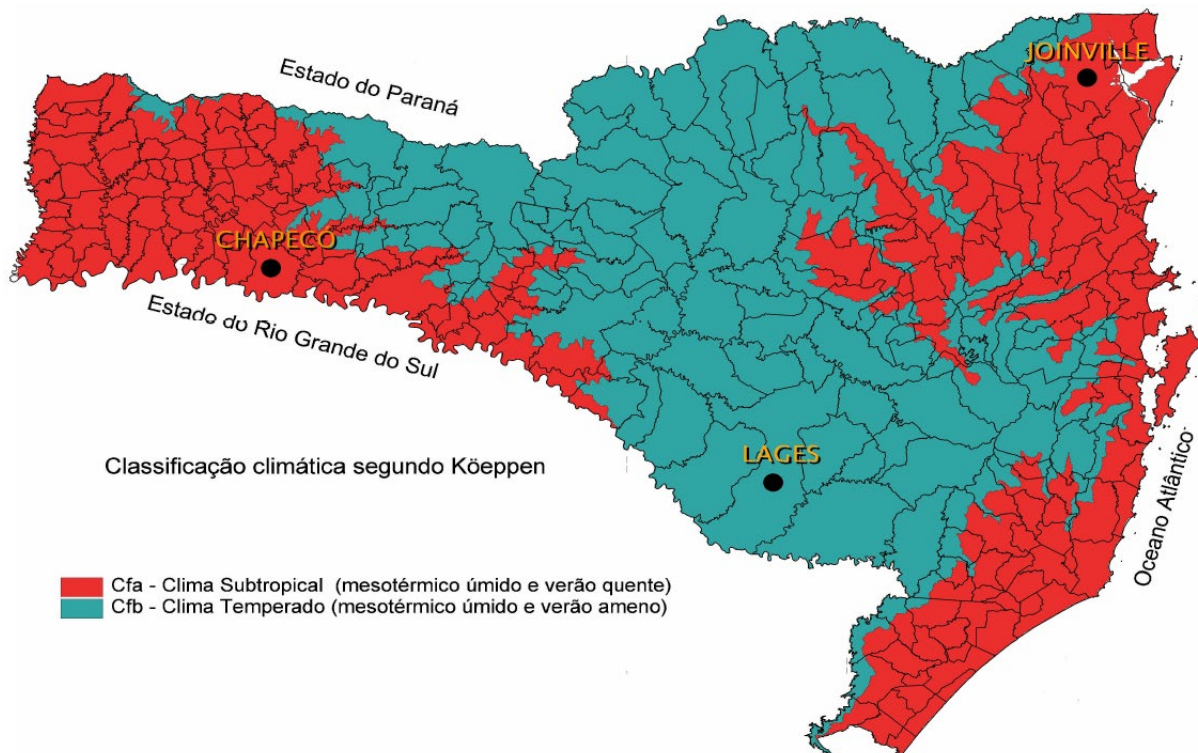 JOINVILLE
Estado do Paraná
CHAPECÓ
Estado do Rio Grande do Sul
LAGES
Classificação climática segundo Köeppen
Oceano Atlântico
Cfa - Clima Subtropical (mesotérmico úmido e verão quente)
Cfb - Clima Temperado (mesotérmico úmido e verão ameno)